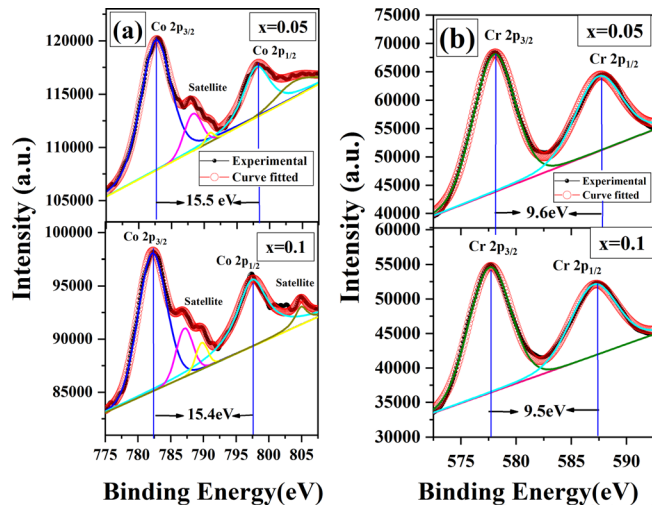 (a)
Co 2p3/2
x=0.05
Co 2p1/2
Satellite
Experimental
Curve fitted
15.5 eV
120000
115000
110000
105000
Co 2p3/2
x=0.1
Co 2p1/2
Satellite
Satellite
15.4eV
100000
95000
90000
85000
775 780 785 790 795 800 805
Intensity (a.u.)
Binding Energy(eV)
(b)
Cr 2p3/2
x=0.05
Cr 2p1/2
Experimental
Curve fitted
9.6eV
75000
70000
65000
60000
55000
50000
45000
40000
Cr 2p3/2
x=0.1
Cr 2p1/2
9.5eV
60000
55000
50000
45000
40000
35000
30000
575 580 585 590
Intensity (a.u.)
Binding Energy(eV)